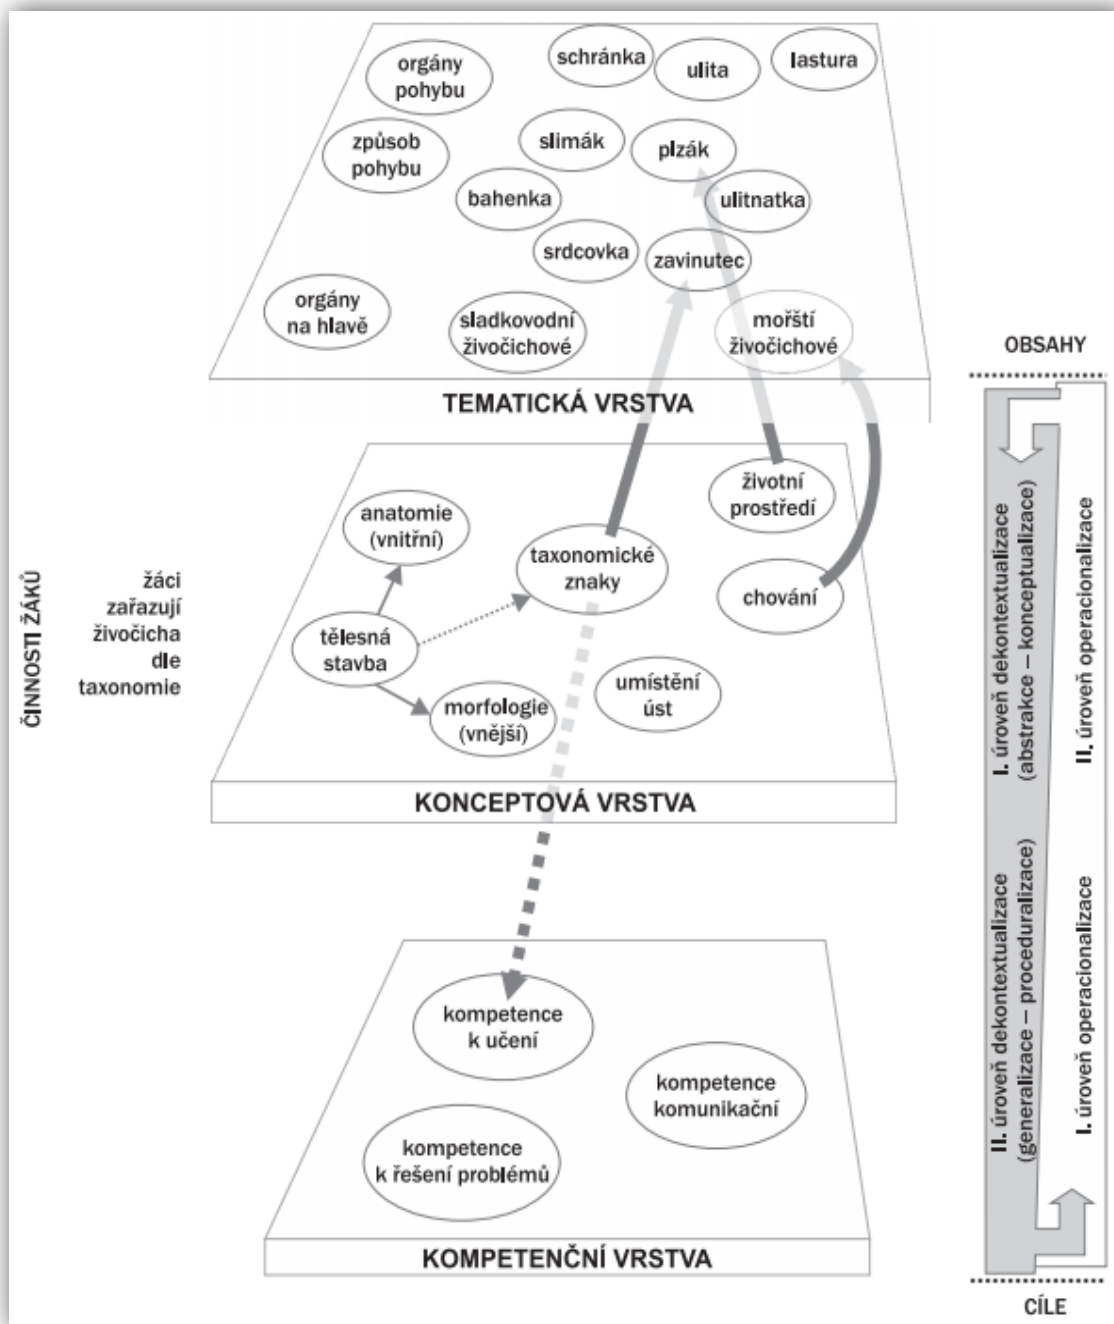 orgány
pohybu
schránka
ulita
lastura
způsob
pohybu
slimák
plzák
bahenka
ulitnatka
srdcovka
zavinutec
orgány
na hlavě
sladkovodní
živočichové
mořští
živočichové
TEMATICKÁ VRSTVA
anatomie
(vnitřní)
taxonomické
znaky
životní
prostředí
chování
tělesná
stavba
morfologie
(vnější)
umístění
úst
KONCEPTOVÁ VRSTVA
kompetence
k učení
kompetence
komunikační
kompetence
k řešení problémů
KOMPETENČNÍ VRSTVA
ČINNOSTI ŽÁKŮ
žáci
zařazují
živočicha
dle
taxonomie
OBSAHY
I. úroveň dekontextualizace
(abstrakce – konceptualizace)
II. úroveň operacionalizace
II. úroveň dekontextualizace
(generalizace – proceduralizace)
I. úroveň operacionalizace
CÍLE